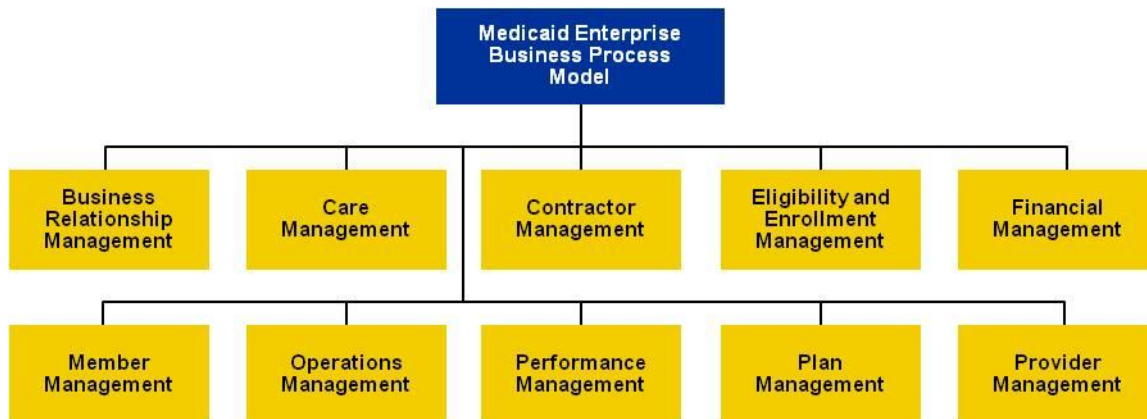 Medicaid Enterprise
Business Process
Model
Business
Relationship
Management
Care
Management
Contractor
Management
Eligibility and
Enrollment
Management
Financial
Management
Member
Management
Operations
Management
Performance
Management
Plan
Management
Provider
Management